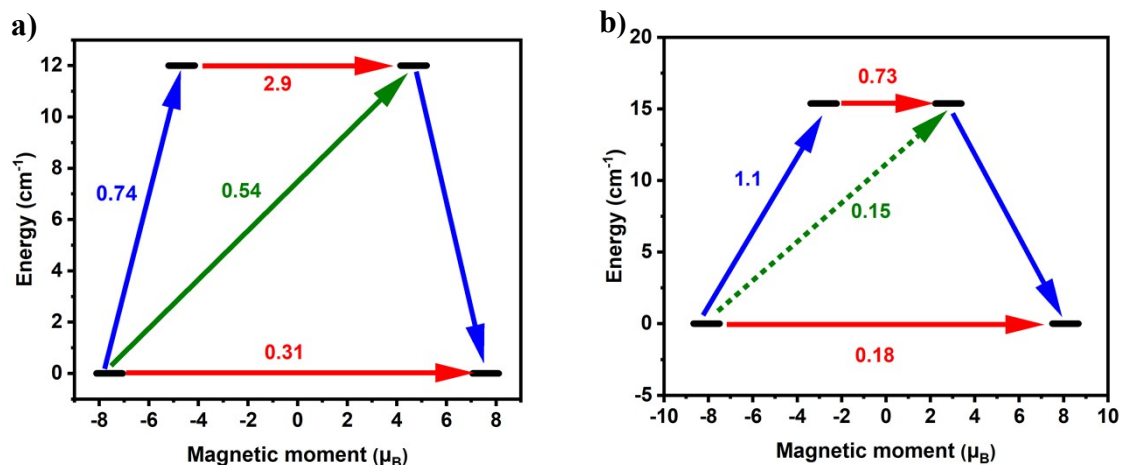 a)
Energy (cm⁻¹)
12
10
8
6
4
2
0
2.9
0.74
0.54
0.31
-8 -6 -4 -2 0 2 4 6 8
Magnetic moment (μB)
b)
Energy (cm⁻¹)
20
15
10
5
0
-5
0.73
1.1
0.15
0.18
-10 -8 -6 -4 -2 0 2 4 6 8 10
Magnetic moment (μB)